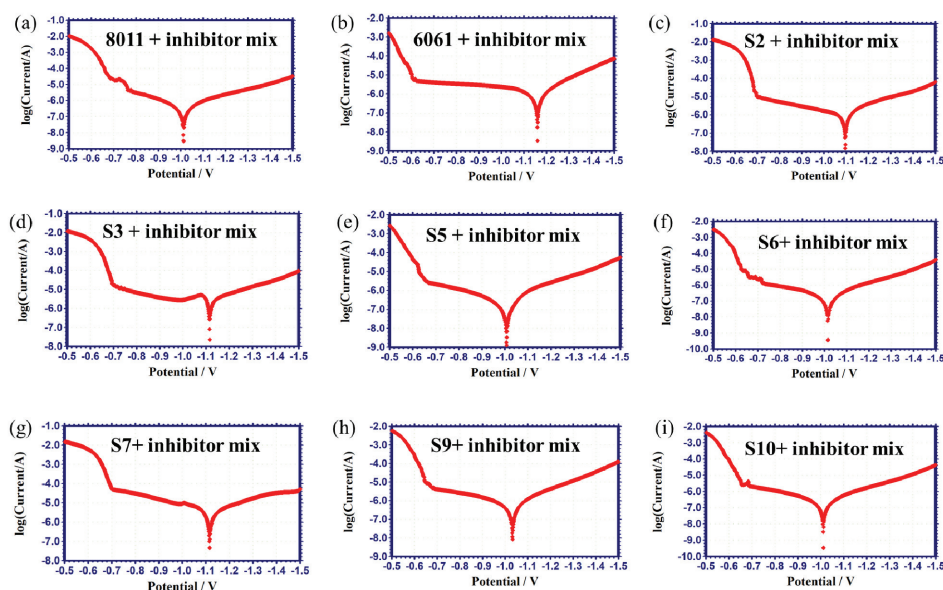 (a)
8011 + inhibitor mix
log(Current/A)
-1.0
-2.0
-3.0
-4.0
-5.0
-6.0
-7.0
-8.0
-9.0
-0.5 -0.6 -0.7 -0.8 -0.9 -1.0 -1.1 -1.2 -1.3 -1.4 -1.5
Potential / V
(b)
6061 + inhibitor mix
log(Current/A)
-2.0
-3.0
-4.0
-5.0
-6.0
-7.0
-8.0
-9.0
-0.5 -0.6 -0.7 -0.8 -0.9 -1.0 -1.1 -1.2 -1.3 -1.4 -1.5
Potential / V
(c)
S2 + inhibitor mix
log(Current/A)
-1.0
-2.0
-3.0
-4.0
-5.0
-6.0
-7.0
-8.0
-0.5 -0.6 -0.7 -0.8 -0.9 -1.0 -1.1 -1.2 -1.3 -1.4 -1.5
Potential / V
(d)
S3 + inhibitor mix
log(Current/A)
-1.0
-2.0
-3.0
-4.0
-5.0
-6.0
-7.0
-8.0
-0.5 -0.6 -0.7 -0.8 -0.9 -1.0 -1.1 -1.2 -1.3 -1.4 -1.5
Potential / V
(e)
S5 + inhibitor mix
log(Current/A)
-2.0
-3.0
-4.0
-5.0
-6.0
-7.0
-8.0
-9.0
-0.5 -0.6 -0.7 -0.8 -0.9 -1.0 -1.1 -1.2 -1.3 -1.4 -1.5
Potential / V
(f)
S6+ inhibitor mix
log(Current/A)
-2.0
-3.0
-4.0
-5.0
-6.0
-7.0
-8.0
-9.0
-10.0
-0.5 -0.6 -0.7 -0.8 -0.9 -1.0 -1.1 -1.2 -1.3 -1.4 -1.5
Potential / V
(g)
S7+ inhibitor mix
log(Current/A)
-1.0
-2.0
-3.0
-4.0
-5.0
-6.0
-7.0
-8.0
-0.5 -0.6 -0.7 -0.8 -0.9 -1.0 -1.1 -1.2 -1.3 -1.4 -1.5
Potential / V
(h)
S9+ inhibitor mix
log(Current/A)
-2.0
-3.0
-4.0
-5.0
-6.0
-7.0
-8.0
-9.0
-0.5 -0.6 -0.7 -0.8 -0.9 -1.0 -1.1 -1.2 -1.3 -1.4 -1.5
Potential / V
(i)
S10+ inhibitor mix
log(Current/A)
-2.0
-3.0
-4.0
-5.0
-6.0
-7.0
-8.0
-9.0
-10.0
-0.5 -0.6 -0.7 -0.8 -0.9 -1.0 -1.1 -1.2 -1.3 -1.4 -1.5
Potential / V